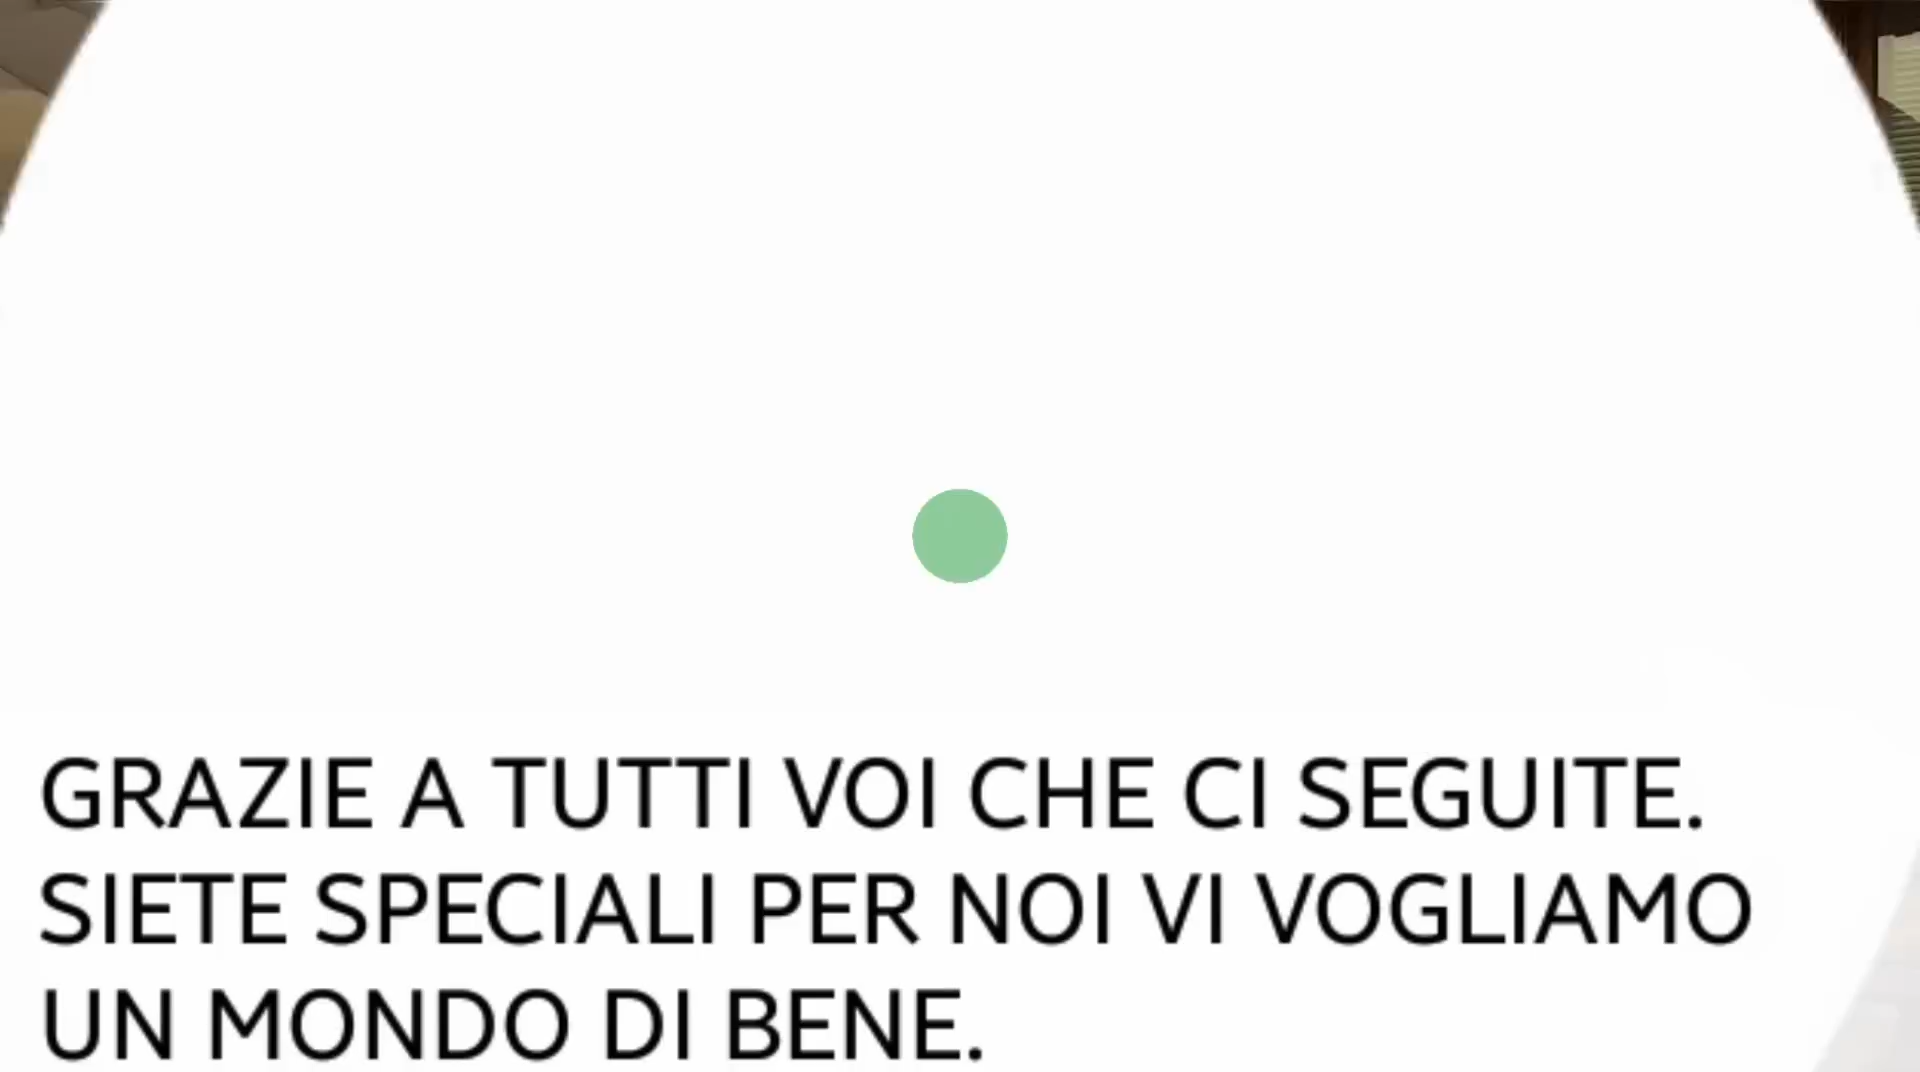 GRAZIE A TUTTI VOI CHE CI SEGUITE.
SIETE SPECIALI PER NOI VI VOGLIAMO
UN MONDO DI BENE.